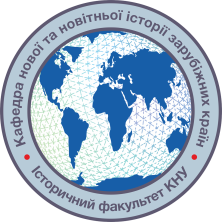 Кафедра нової та новітньої історії зарубіжних країн
Історичний факультет КНУ